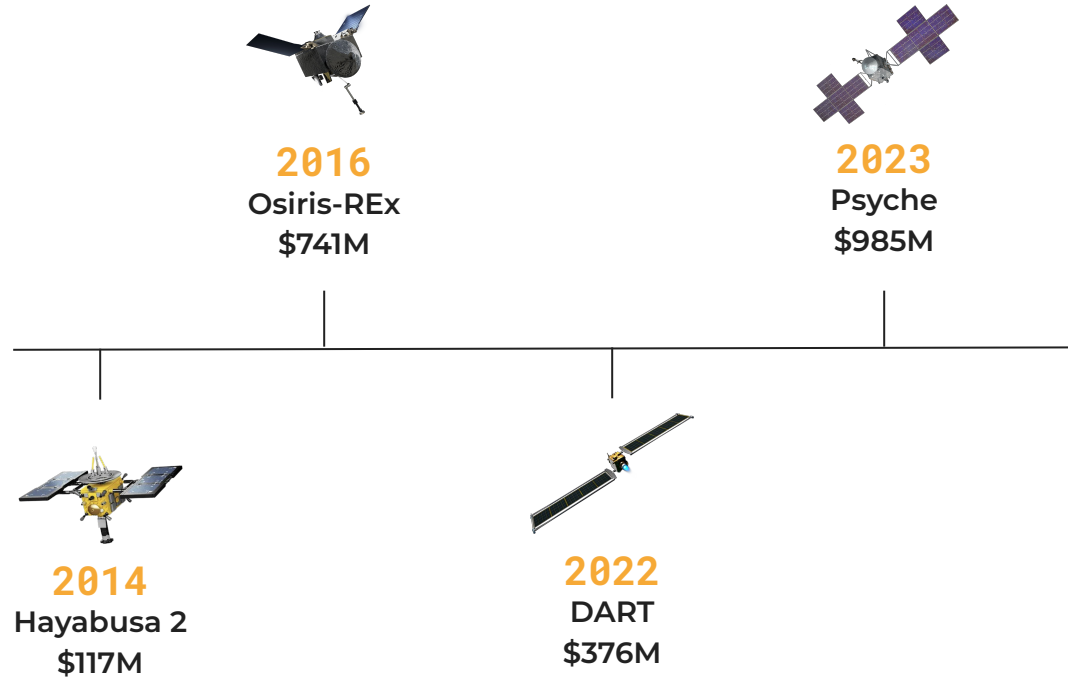 2016
Osiris-REx
$741M
2023
Psyche
$985M
2014
Hayabusa 2
$117M
2022
DART
$376M